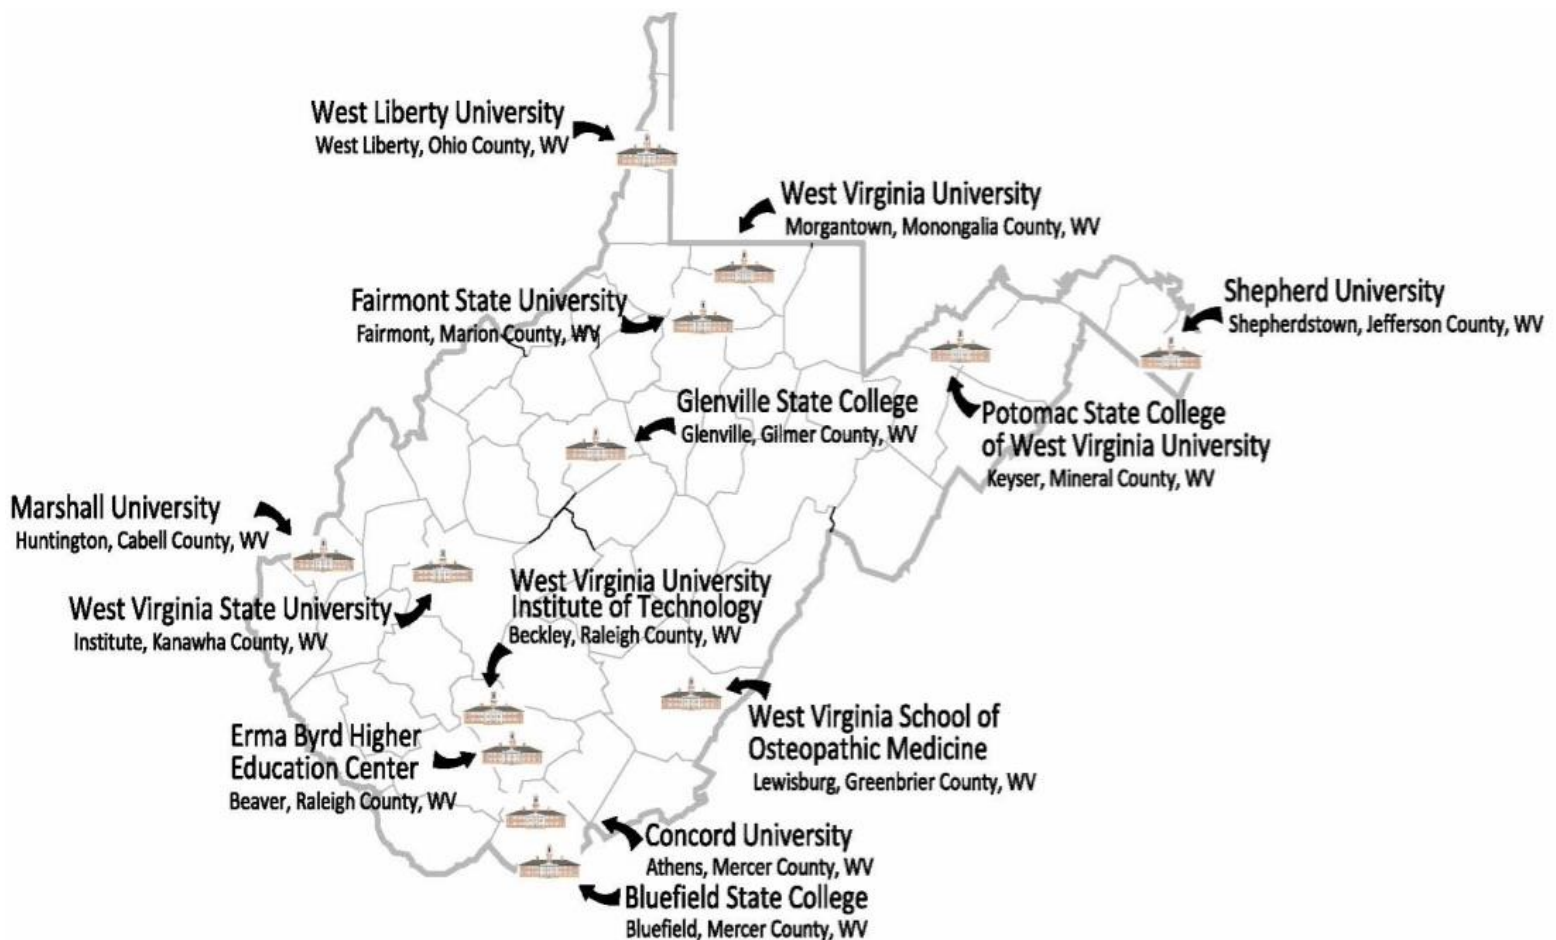 West Liberty University
West Liberty, Ohio County, WV
West Virginia University
Morgantown, Monongalia County, WV
Fairmont State University
Fairmont, Marion County, WV
Shepherd University
Shepherdstown, Jefferson County, WV
Glenville State College
Glenville, Gilmer County, WV
Potomac State College
of West Virginia University
Keyser, Mineral County, WV
Marshall University
Huntington, Cabell County, WV
West Virginia State University
Institute, Kanawha County, WV
West Virginia University
Institute of Technology
Beckley, Raleigh County, WV
Erma Byrd Higher
Education Center
Beaver, Raleigh County, WV
West Virginia School of
Osteopathic Medicine
Lewisburg, Greenbrier County, WV
Concord University
Athens, Mercer County, WV
Bluefield State College
Bluefield, Mercer County, WV